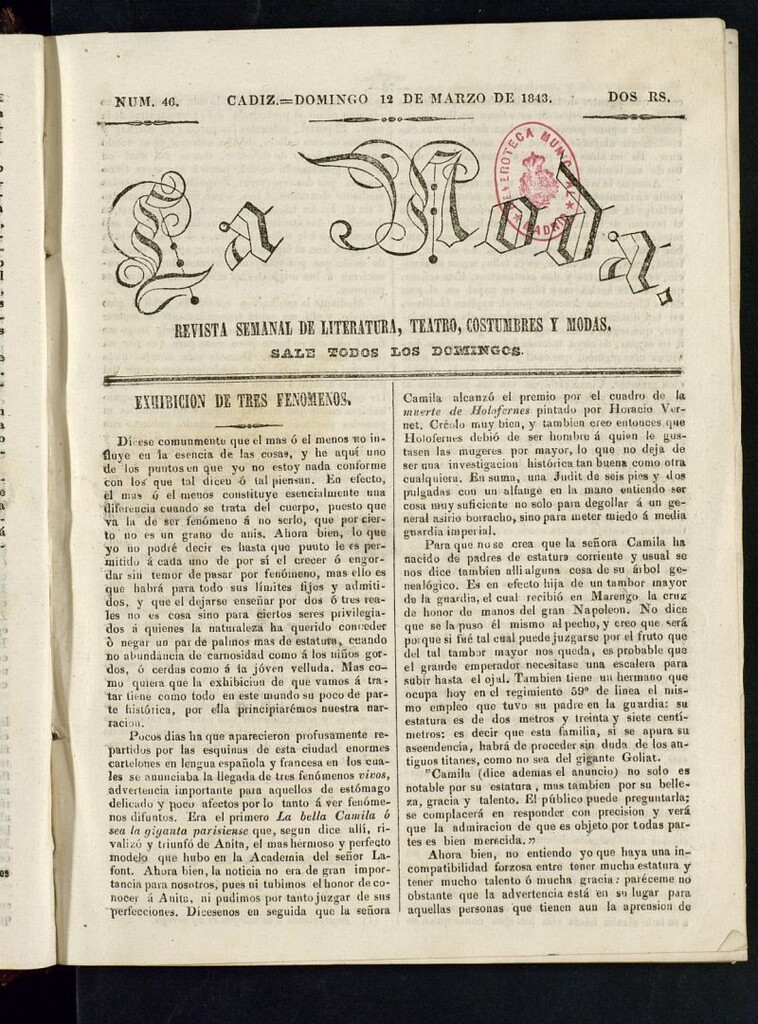 NUM. 46. CADIZ.=DOMINGO 12 DE MARZO DE 1843. DOS RS.
La Moda,
HEMEROTECA MUNICIPAL
MADRID
REVISTA SEMANAL DE LITERATURA, TEATRO, COSTUMBRES Y MODAS.
SALE TODOS LOS DOMINGOS.
EXHIBICION DE TRES FENOMENOS.
Dícese comunmente que el mas ó el menos no in-
fluye en la esencia de las cosas, y he aquí uno
de los puntos en que yo no estoy nada conforme
con los que tal dicen ó tal piensan. En efecto,
el mas ó el menos constituye esencialmente una
diferencia cuando se trata del cuerpo, puesto que
va la de ser fenómeno á no serlo, que por cier-
to no es un grano de anis. Ahora bien, lo que
yo no podré decir es hasta que punto le es per-
mitido á cada uno de por sí el crecer ó engor-
dar sin temor de pasar por fenómeno, mas ello es
que habrá para todo sus límites fijos y admiti-
dos, y que el dejarse enseñar por dos ó tres rea-
les no es cosa sino para ciertos seres privilegia-
dos á quienes la naturaleza ha querido conceder
ó negar un par de palmos mas de estatura, cuando
no abundancia de carnosidad como á los niños gor-
dos, ó cerdas como á la jóven velluda. Mas co-
mo quiera que la exhibicion de que vamos á tra-
tar tiene como todo en este mundo su poco de par-
te histórica, por ella principiarémos nuestra nar-
racion.
Pocos dias ha que aparecieron profusamente re-
partidos por las esquinas de esta ciudad enormes
cartelones en lengua española y francesa en los cua-
les se anunciaba la llegada de tres fenómenos vivos,
advertencia importante para aquellos de estómago
delicado y poco afectos por lo tanto á ver fenóme-
nos difuntos. Era el primero La bella Camila ó
sea la giganta parisiense que, segun dice allí, ri-
valizó y triunfó de Anita, el mas hermoso y perfecto
modelo que hubo en la Academia del señor La-
font. Ahora bien, la noticia no era de gran impor-
tancia para nosotros, pues ni tubimos el honor de co-
nocer á Anita, ni pudimos por tanto juzgar de sus
perfecciones. Dícesenos en seguida que la señora
Camila alcanzó el premio por el cuadro de la
muerte de Holofernes pintado por Horacio Ver-
net. Créolo muy bien, y tambien creo entonces que
Holofernes debió de ser hombre á quien le gus-
tasen las mugeres por mayor, lo que no deja de
ser una investigacion histórica tan buena como otra
cualquiera. En suma, una Judit de seis pies y dos
pulgadas con un alfange en la mano entiendo ser
cosa muy suficiente no solo para degollar á un ge-
neral asirio borracho, sino para meter miedo á media
guardia imperial.
Para que no se crea que la señora Camila ha
nacido de padres de estatura corriente y usual se
nos dice tambien allí alguna cosa de su árbol ge-
nealógico. Es en efecto hija de un tambor mayor
de la guardia, el cual recibió en Marengo la cruz
de honor de manos del gran Napoleon. No dice
que se la puso él mismo al pecho, y creo que será
porque si fué tal cual puede juzgarse por el fruto que
del tal tambor mayor nos queda, es probable que
el grande emperador necesitase una escalera para
subir hasta el ojal. Tambien tiene un hermano que
ocupa hoy en el regimiento 59º de linea el mis-
mo empleo que tuvo su padre en la guardia: su
estatura es de dos metros y treinta y siete centí-
metros: es decir que esta familia, si se apura su
ascendencia, habrá de proceder sin duda de los an-
tiguos titanes, como no sea del gigante Goliat.
"Camila (dice ademas el anuncio) no solo es
notable por su estatura, mas tambien por su belle-
za, gracia y talento. El público puede preguntarla;
se complacerá en responder con precision y verá
que la admiracion de que es objeto por todas par-
tes es bien merecida."
Ahora bien, no entiendo yo que haya una in-
compatibilidad forzosa entre tener mucha estatura y
tener mucho talento ó mucha gracia: paréceme no
obstante que la advertencia está en su lugar para
aquellas personas que tienen aun la aprension de